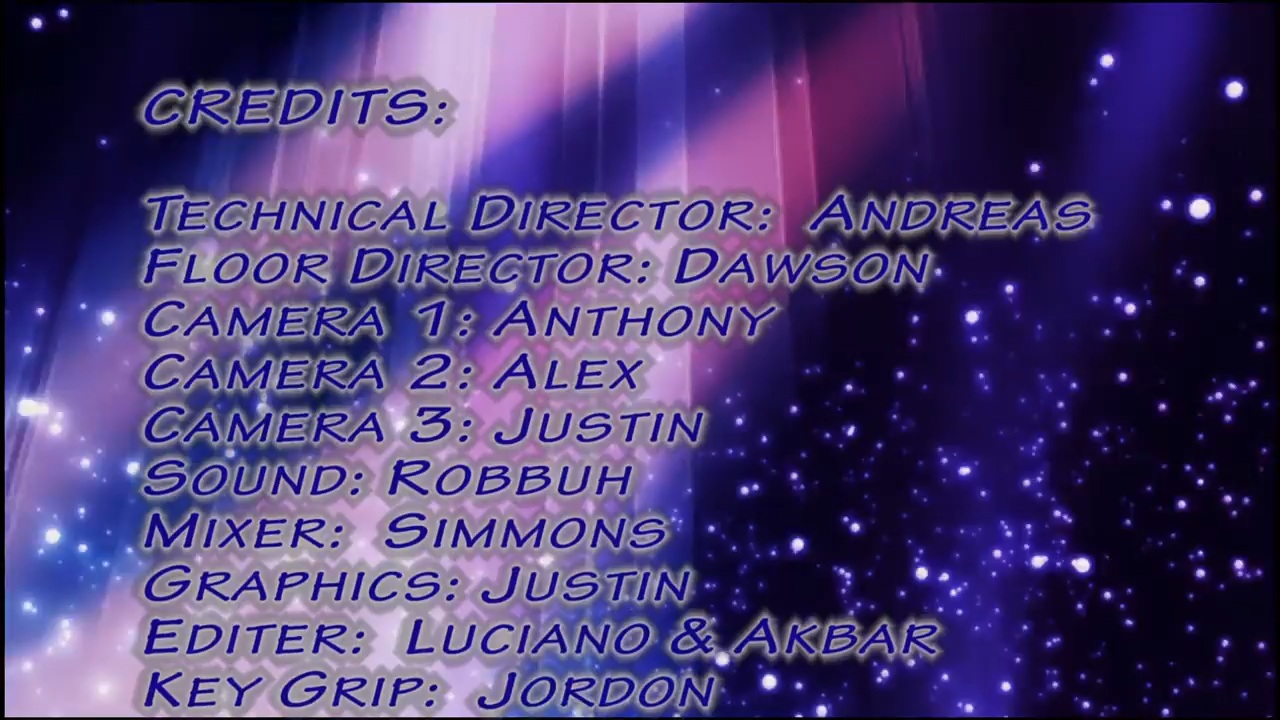 CREDITS:
TECHNICAL DIRECTOR: ANDREAS
FLOOR DIRECTOR: DAWSON
CAMERA 1: ANTHONY
CAMERA 2: ALEX
CAMERA 3: JUSTIN
SOUND: ROBBUH
MIXER: SIMMONS
GRAPHICS: JUSTIN
EDITER: LUCIANO & AKBAR
KEY GRIP: JORDON